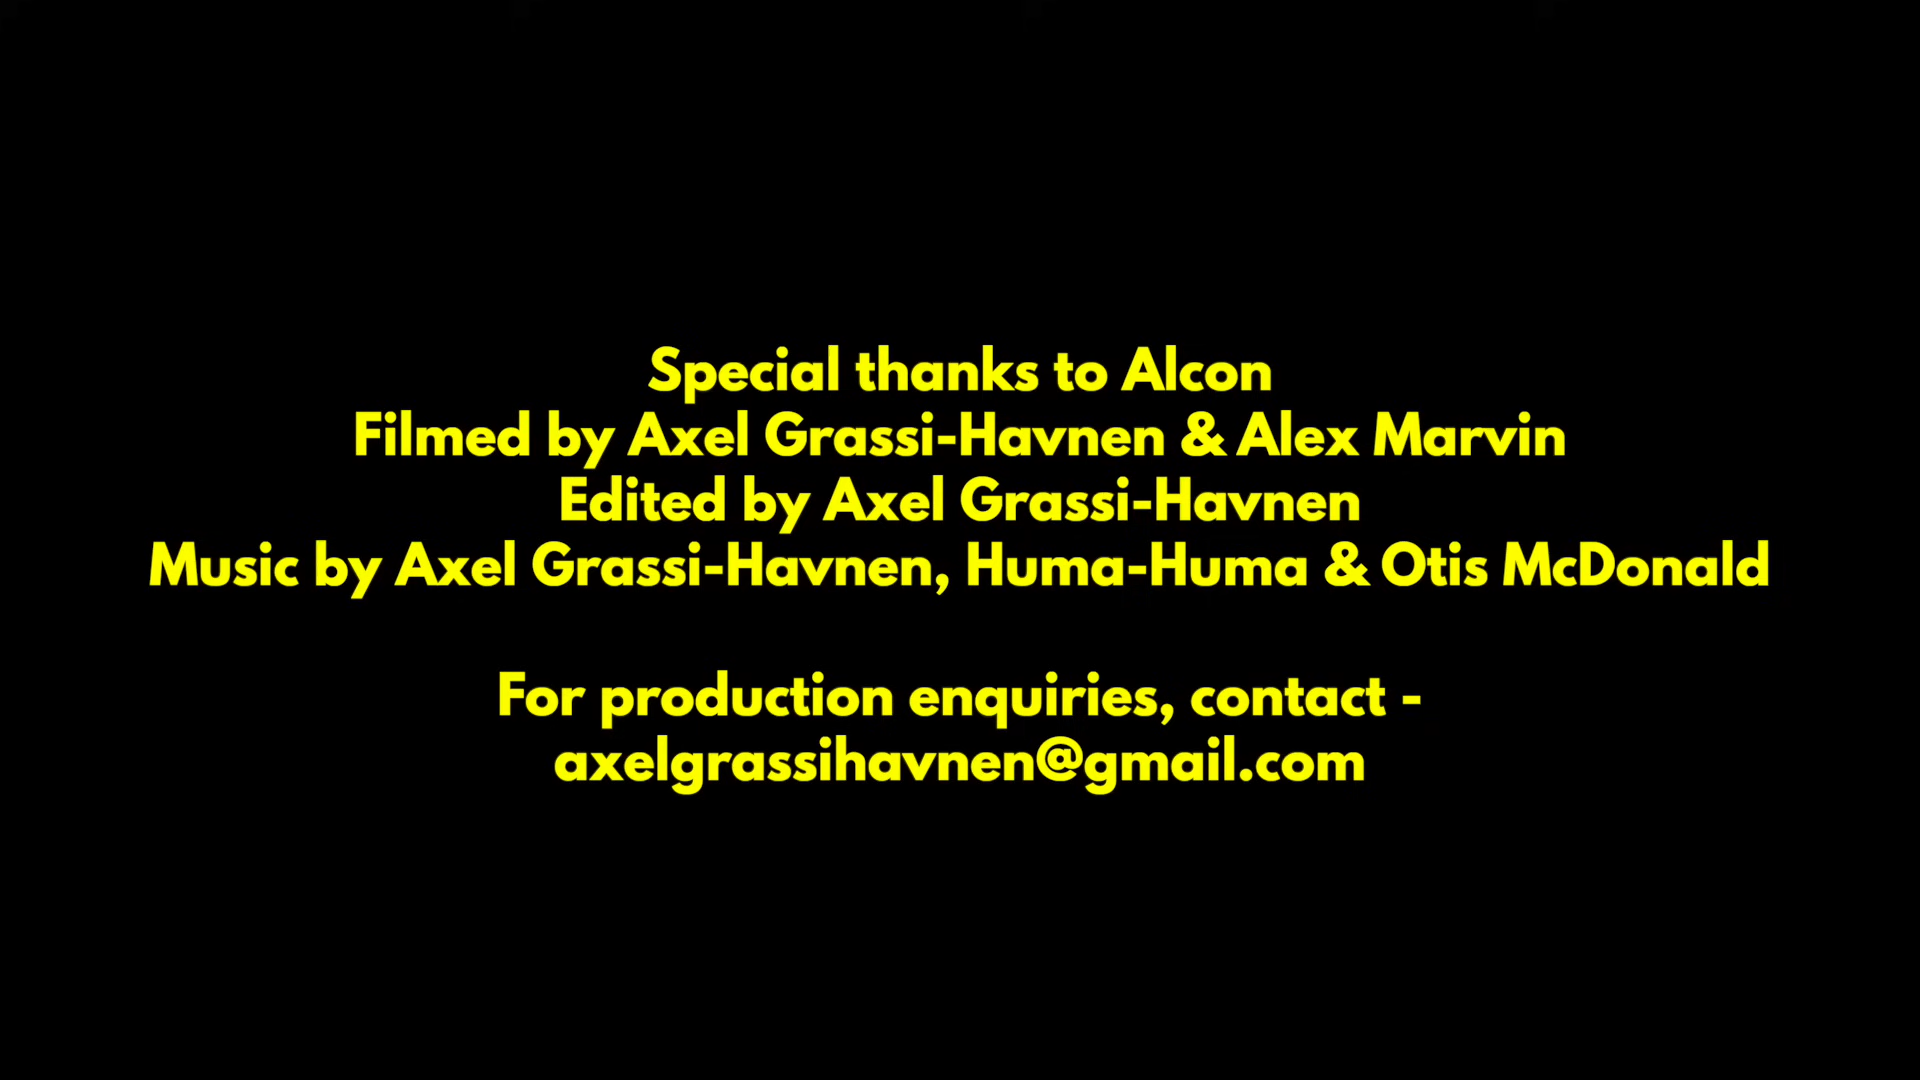 Special thanks to Alcon
Filmed by Axel Grassi-Havnen & Alex Marvin
Edited by Axel Grassi-Havnen
Music by Axel Grassi-Havnen, Huma-Huma & Otis McDonald
For production enquiries, contact -
axelgrassihavnen@gmail.com